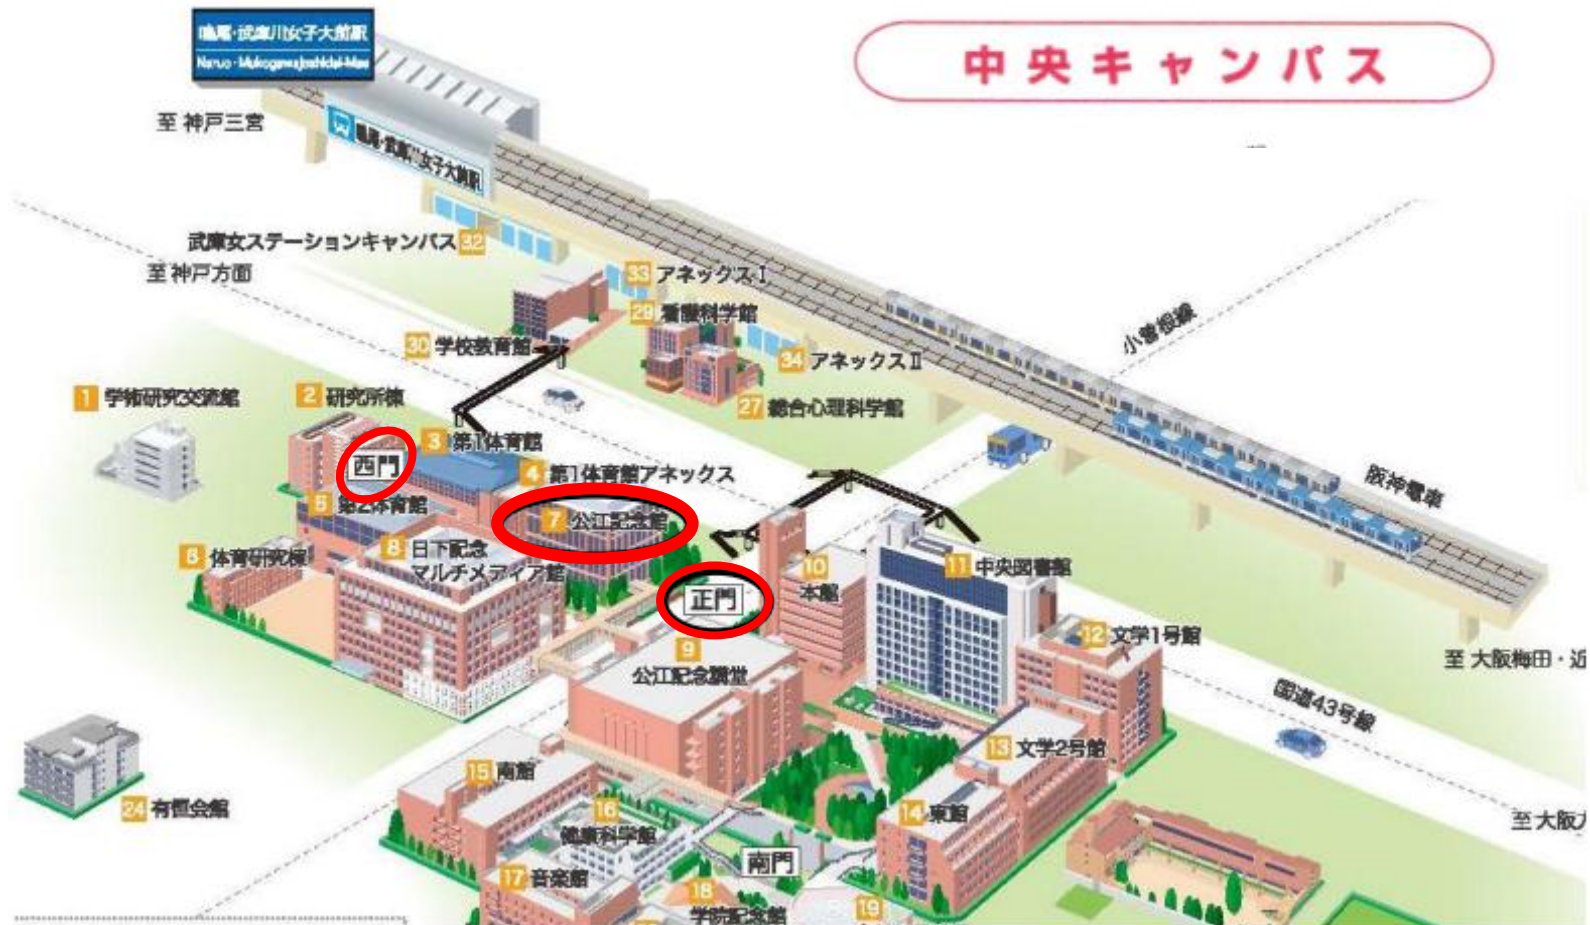 鳴尾・武庫川女子大前駅
Naruo・Mukogawajoshidai-Mae
中央キャンパス
至 神戸三宮
鳴尾・武庫川女子大前駅
武庫女ステーションキャンパス 32
至 神戸方面
33 アネックスⅠ
29 看護科学館
小曽根線
30 学校教育館
34 アネックスⅡ
1 学術研究交流館
2 研究所棟
27 総合心理科学館
3 第1体育館
西門
4 第1体育館アネックス
阪神電車
5 第2体育館
7 公江記念館
6 体育研究棟
8 日下記念
マルチメディア館
10
本館
11 中央図書館
正門
12 文学1号館
9
公江記念講堂
至 大阪梅田・近
国道43号線
13 文学2号館
15 南館
24 有恒会館
16
健康科学館
14 東館
至 大阪
南門
17 音楽館
18
学院記念館
19